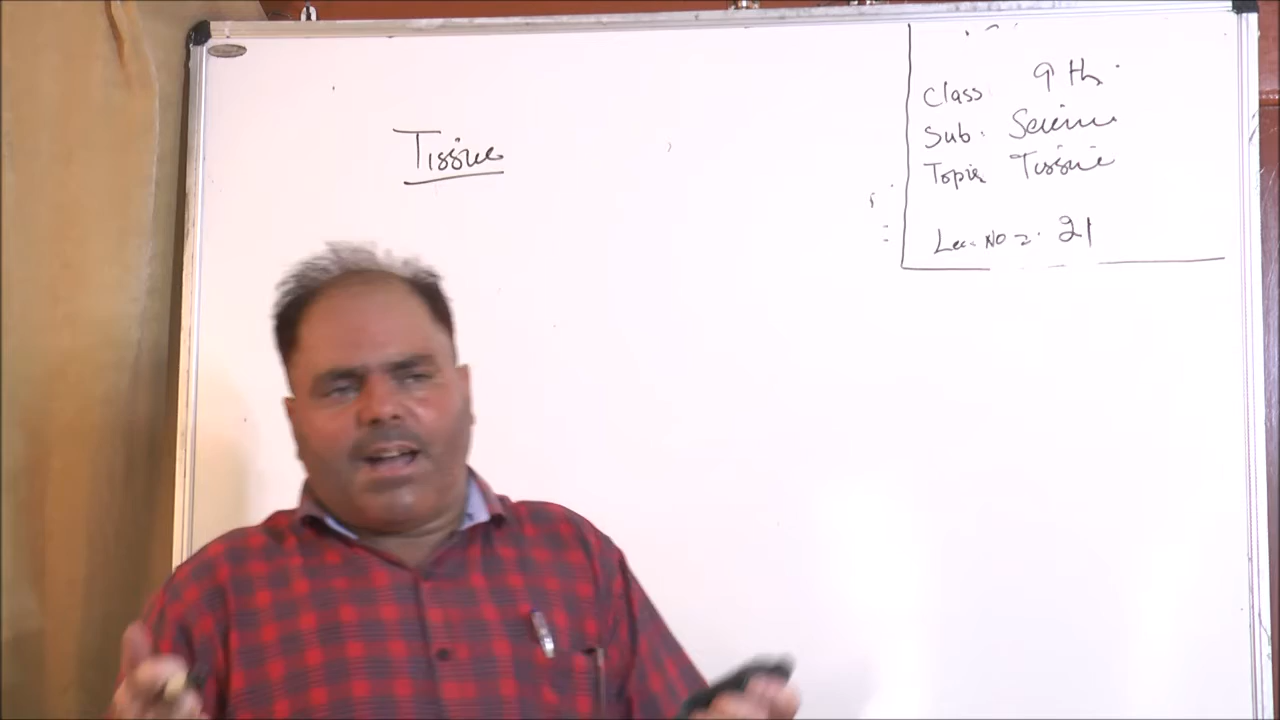 Tissue
Class 9th
Sub. Science
Topic Tissue
Lec. No = 21